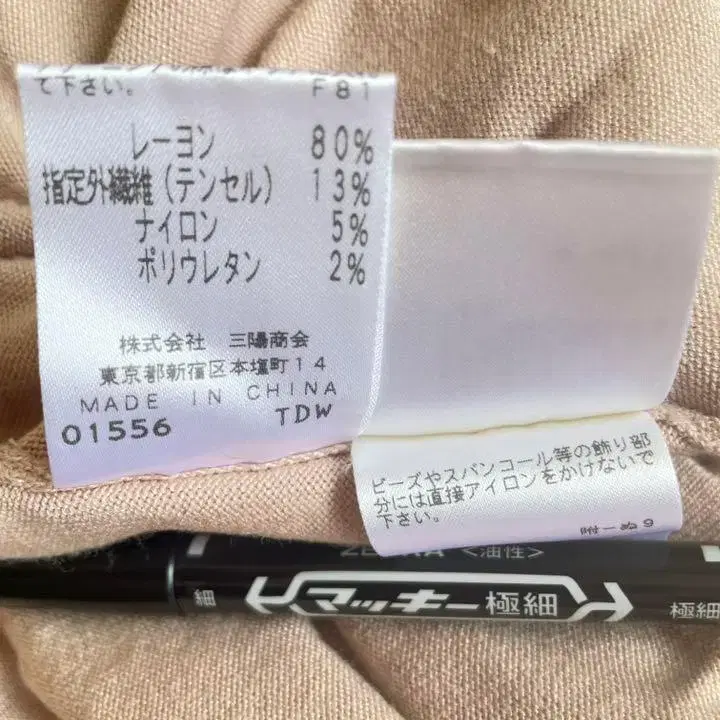 て下さい。
F81
レーヨン 80%
指定外繊維(テンセル) 13%
ナイロン 5%
ポリウレタン 2%
株式会社 三陽商会
東京都新宿区本塩町14
MADE IN CHINA
01556 TDW
ビーズやスパンコール等の飾り部
分には直接アイロンをかけないで
下さい。
ZEBRA <油性>
細 マッキー極細 極細